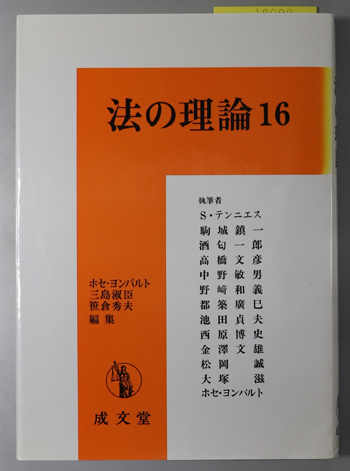 法の理論16
執筆者
S・テンニエス
駒城鎮一
酒匂一郎
高橋文彦
中野敏男
野﨑和義
都築廣巳
池田貞夫
西原博史
金澤文雄
松岡誠
大塚滋
ホセ・ヨンパルト
ホセ・ヨンパルト
三島淑臣
笹倉秀夫
編集
成文堂